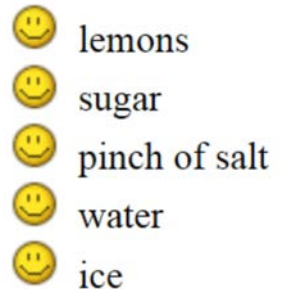 lemons
sugar
pinch of salt
water
ice